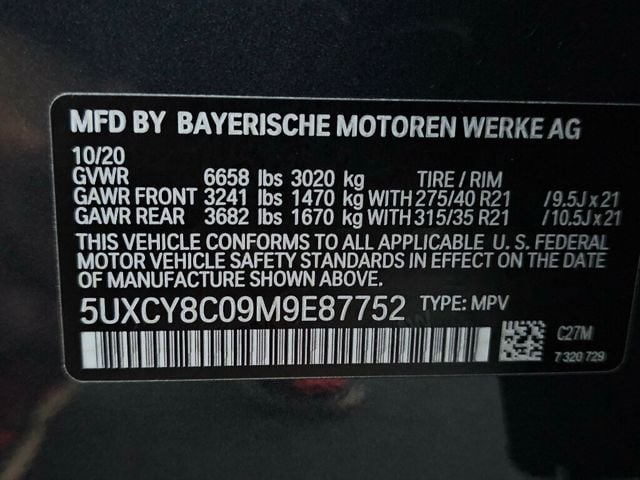 MFD BY BAYERISCHE MOTOREN WERKE AG
10/20
GVWR 6658 lbs 3020 kg TIRE / RIM
GAWR FRONT 3241 lbs 1470 kg WITH 275/40 R21 /9.5J x 21
GAWR REAR 3682 lbs 1670 kg WITH 315/35 R21 /10.5J x 21
THIS VEHICLE CONFORMS TO ALL APPLICABLE U. S. FEDERAL
MOTOR VEHICLE SAFETY STANDARDS IN EFFECT ON THE DATE
OF MANUFACTURE SHOWN ABOVE.
5UXCY8C09M9E87752 TYPE: MPV
C27M
7 320 729